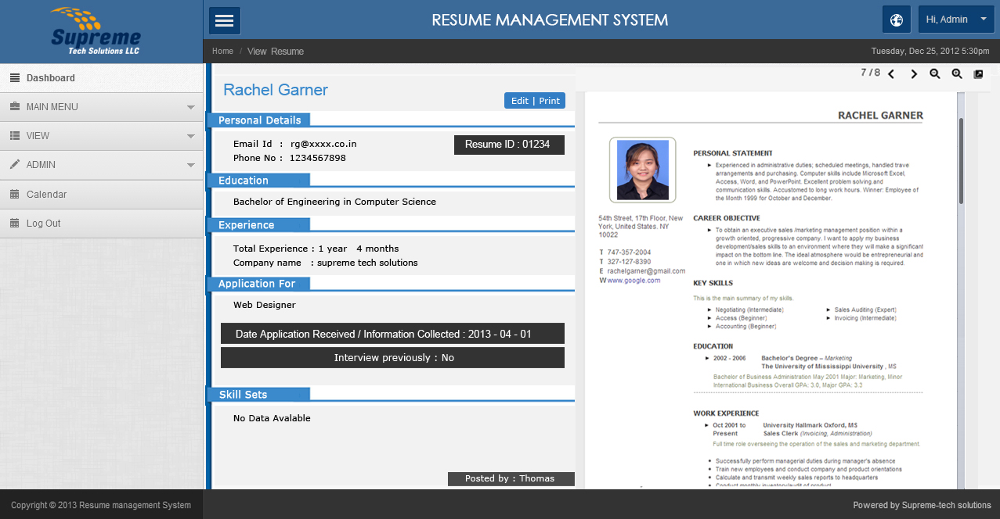 Supreme
Tech Solutions LLC
RESUME MANAGEMENT SYSTEM
Hi, Admin
Home / View Resume
Tuesday, Dec 25, 2012 5:30pm
Dashboard
MAIN MENU
VIEW
ADMIN
Calendar
Log Out
Rachel Garner
Edit | Print
Personal Details
Email Id : rg@xxxx.co.in
Phone No : 1234567898
Resume ID : 01234
Education
Bachelor of Engineering in Computer Science
Experience
Total Experience : 1 year 4 months
Company name : supreme tech solutions
Application For
Web Designer
Date Application Received / Information Collected : 2013 - 04 - 01
Interview previously : No
Skill Sets
No Data Avalable
Posted by : Thomas
7 / 8
RACHEL GARNER
54th Street, 17th Floor, New
York, United States. NY
10022
T 747-357-2004
T 327-127-8390
E rachelgarner@gmail.com
W www.google.com
PERSONAL STATEMENT
Experienced in administrative duties; scheduled meetings, handled travel
arrangements and purchasing. Computer skills include Microsoft Excel,
Access, Word, and PowerPoint. Excellent problem solving.and
communication skills. Accustomed to long work hours. Winner: Employee of
the Month 1999 for October and December.
CAREER OBJECTIVE
To obtain an executive sales /marketing management position within a
growth oriented, progressive company. I want to apply my business
development/sales skills to an environment where they will make a significant
impact on the bottom line. The ideal atmosphere would be entrepreneurial and
one in which new ideas are welcome and decision making is required.
KEY SKILLS
This is the main summary of my skills.
Negotiating (Intermediate)
Access (Beginner)
Accounting (Beginner)
Sales Auditing (Expert)
Invoicing (Intermediate)
EDUCATION
2002 - 2006 Bachelor's Degree – Marketing
The University of Mississippi University , MS
Bachelor of Business Administration May 2001 Major: Marketing, Minor
International Business Overall GPA: 3.0, Major GPA: 3.3
WORK EXPERIENCE
Oct 2001 to University Hallmark Oxford, MS
Present Sales Clerk (Invoicing, Administration)
Full time role overseeing the operation of the sales and marketing department.
Successfully perform managerial duties during manager's absence
Train new employees and conduct company and product orientations
Calculate and transmit weekly sales reports to headquarters
Conduct monthly inventory/audit of product
Copyright © 2013 Resume management System
Powered by Supreme-tech solutions